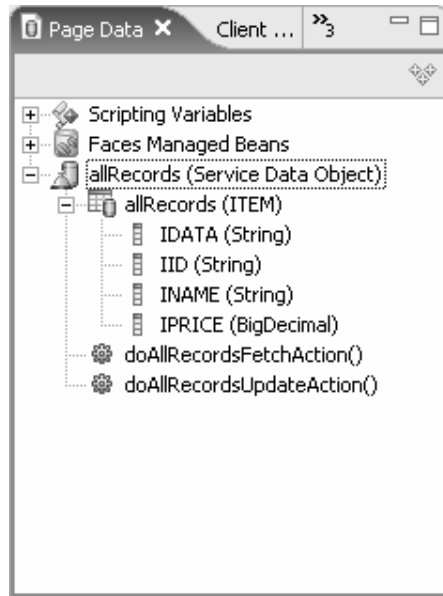 Page Data Client ... »3
Scripting Variables
Faces Managed Beans
allRecords (Service Data Object)
allRecords (ITEM)
IDATA (String)
IID (String)
INAME (String)
IPRICE (BigDecimal)
doAllRecordsFetchAction()
doAllRecordsUpdateAction()